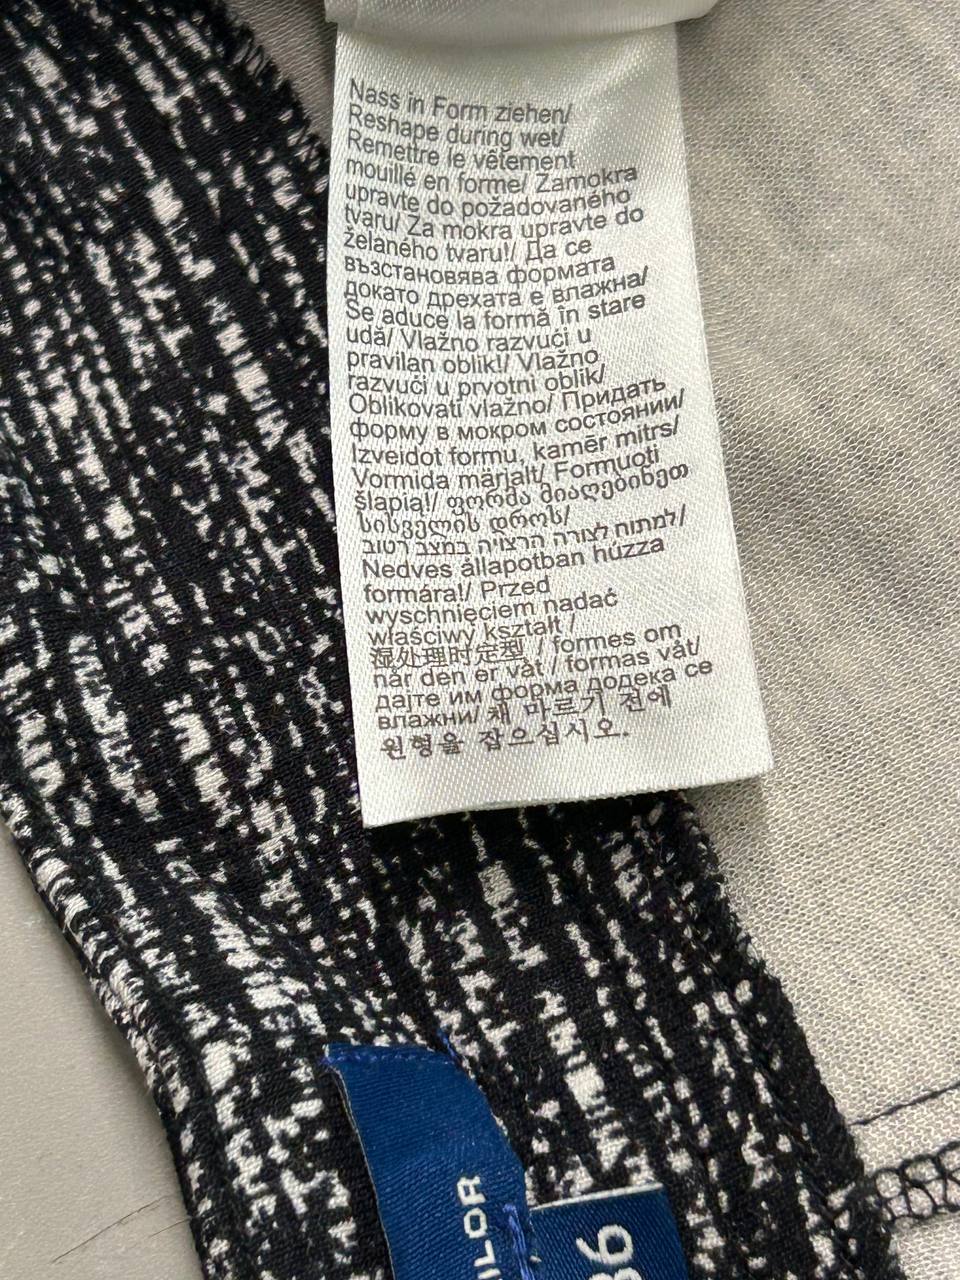 Nass in Form ziehen/
Reshape during wet/
Remettre le vêtement
mouillé en forme/ Zamokra
upravte do požadovaného
tvaru/ Za mokra upravte do
želaného tvaru!/ Да се
възстановява формата
докато дрехата е влажна/
Se aduce la formă în stare
udă/ Vlažno razvući u
pravilan oblik!/ Vlažno
razvući u prvotni oblik/
Oblikovati vlažno/ Придать
форму в мокром состоянии/
Izveidot formu, kamēr mitrs/
Vormida märjalt/ Formuoti
šlapią!/ ფორმა მიაღებინეთ
სისველის დროს/
למתוח לצורה הרצויה במצב רטוב/
Nedves állapotban húzza
formára!/ Przed
wyschnięciem nadać
właściwy kształt /
湿处理时定型 / formes om
når den er våt / formas våt/
дајте им форма додека се
влажни/ 채 마르기 전에
원형을 잡으십시오.
ILOR
36